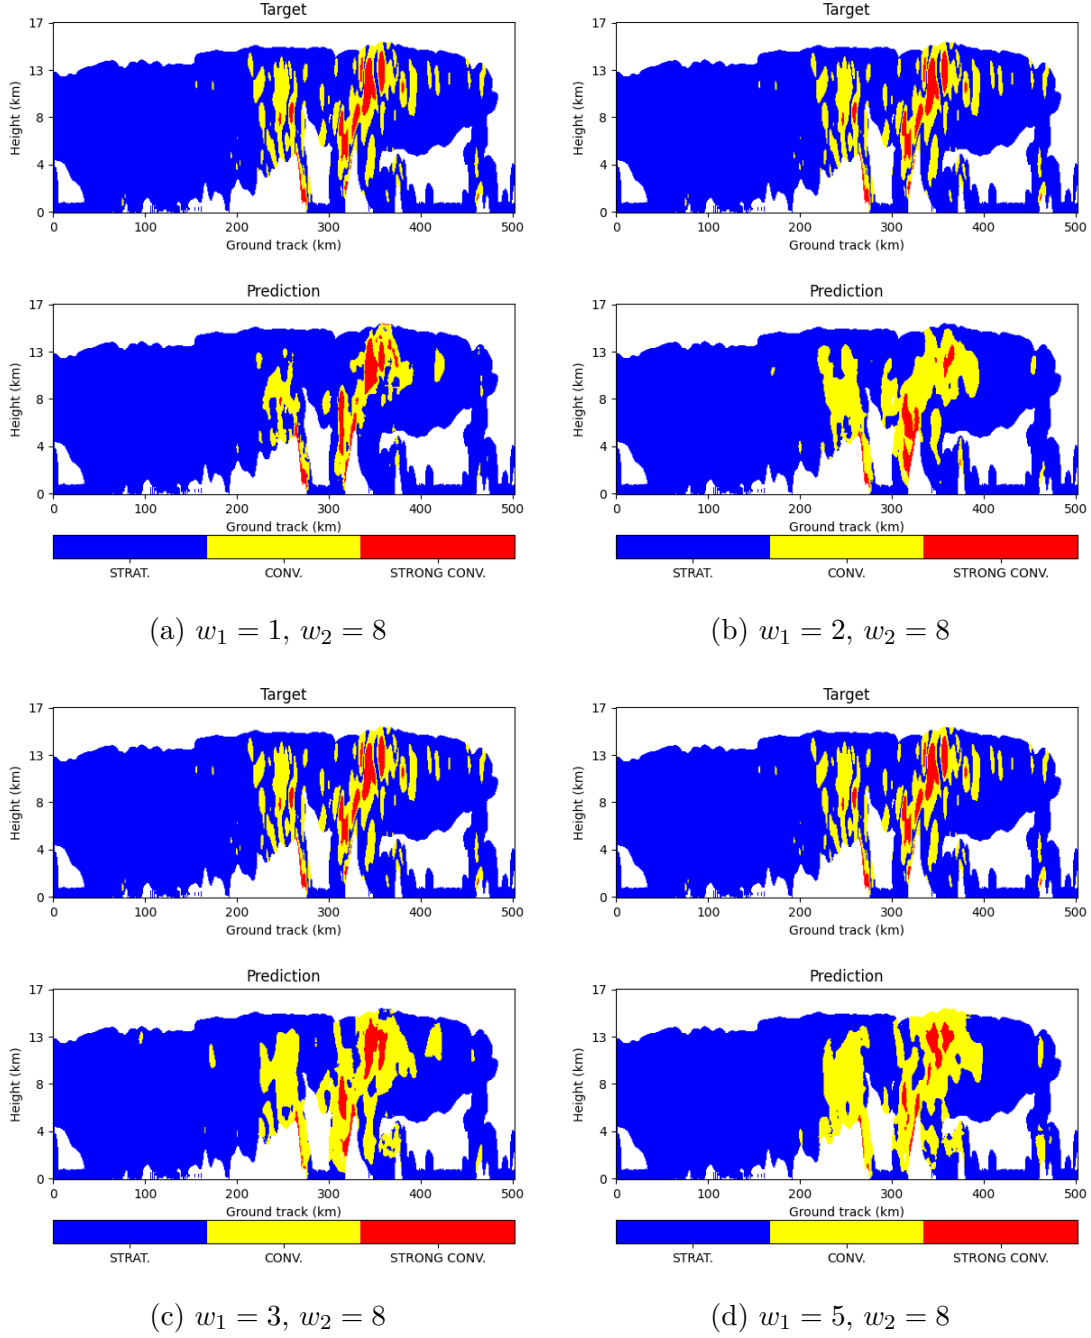 Target
17
13
8
4
0
Height (km)
0 100 200 300 400 500
Ground track (km)
Prediction
17
13
8
4
0
Height (km)
0 100 200 300 400 500
Ground track (km)
STRAT. CONV. STRONG CONV.
(a) w₁ = 1, w₂ = 8
Target
17
13
8
4
0
Height (km)
0 100 200 300 400 500
Ground track (km)
Prediction
17
13
8
4
0
Height (km)
0 100 200 300 400 500
Ground track (km)
STRAT. CONV. STRONG CONV.
(b) w₁ = 2, w₂ = 8
Target
17
13
8
4
0
Height (km)
0 100 200 300 400 500
Ground track (km)
Prediction
17
13
8
4
0
Height (km)
0 100 200 300 400 500
Ground track (km)
STRAT. CONV. STRONG CONV.
(c) w₁ = 3, w₂ = 8
Target
17
13
8
4
0
Height (km)
0 100 200 300 400 500
Ground track (km)
Prediction
17
13
8
4
0
Height (km)
0 100 200 300 400 500
Ground track (km)
STRAT. CONV. STRONG CONV.
(d) w₁ = 5, w₂ = 8